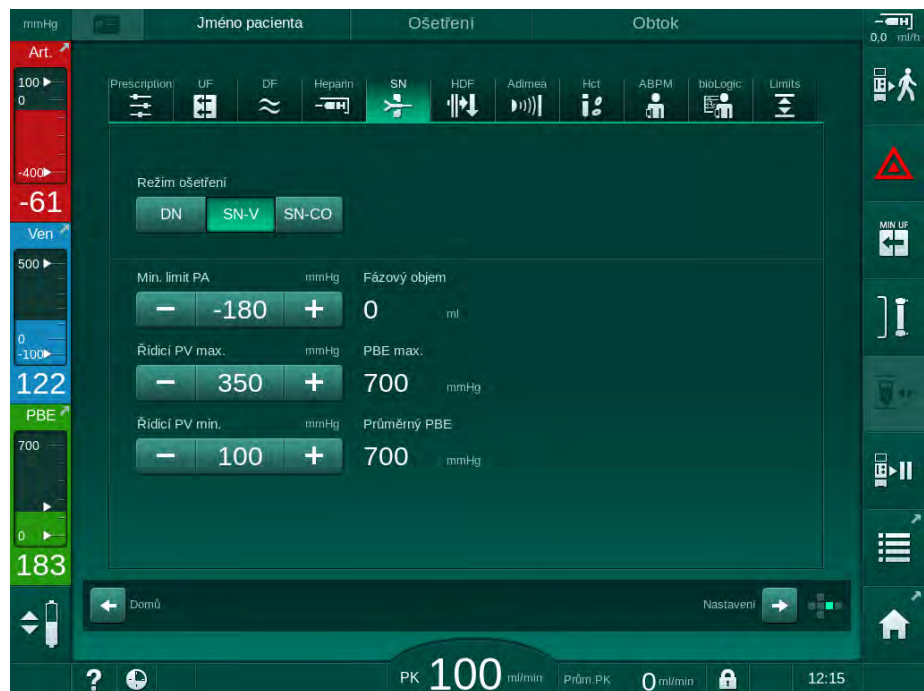 mmHg
Jméno pacienta
Ošetření
Obtok
0,0 ml/h
Art.
100
0
-400
-61
Ven
500
0
-100
122
PBE
700
0
183
Prescription
UF
DF
Heparin
SN
HDF
Adimea
Hct
ABPM
bioLogic
Limits
Režim ošetření
DN SN-V SN-CO
Min. limit PA mmHg Fázový objem
− -180 + 0 ml
Řídicí PV max. mmHg PBE max.
− 350 + 700 mmHg
Řídicí PV min. mmHg Průměrný PBE
− 100 + 700 mmHg
MIN UF
Domů
Nastavení
? PK 100 ml/min Prům.PK 0 ml/min 12:15